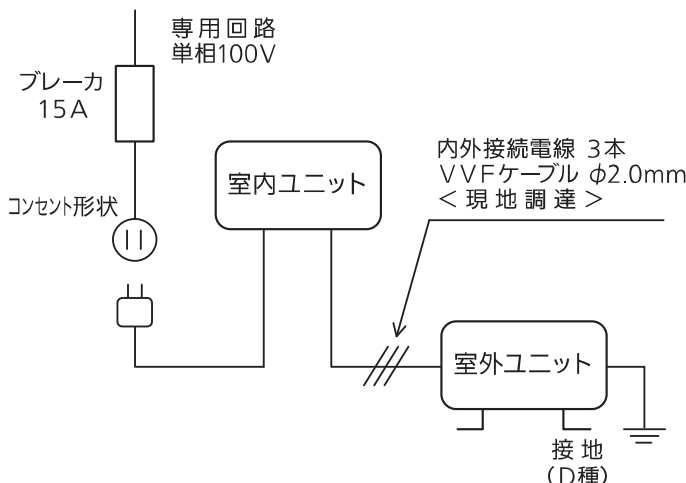 専用回路
単相100V
ブレーカ
15A
コンセント形状
室内ユニット
内外接続電線 3本
VVFケーブル φ2.0mm
<現地調達>
室外ユニット
接地
(D種)